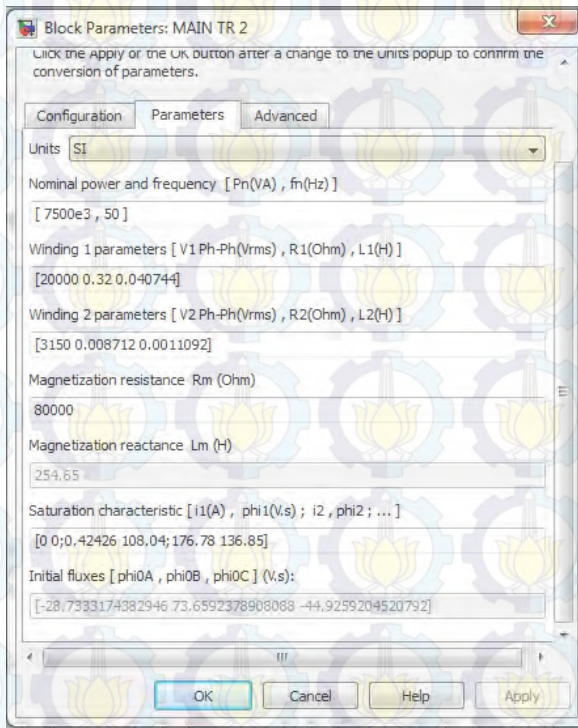 Block Parameters: MAIN TR 2
Click the Apply or the OK button after a change to the Units popup to confirm the
conversion of parameters.
Configuration Parameters Advanced
Units SI
Nominal power and frequency [ Pn(VA) , fn(Hz) ]
[ 7500e3 , 50 ]
Winding 1 parameters [ V1 Ph-Ph(Vrms) , R1(Ohm) , L1(H) ]
[20000 0.32 0.040744]
Winding 2 parameters [ V2 Ph-Ph(Vrms) , R2(Ohm) , L2(H) ]
[3150 0.008712 0.0011092]
Magnetization resistance Rm (Ohm)
80000
Magnetization reactance Lm (H)
254.65
Saturation characteristic [ i1(A) , phi1(V.s) ; i2 , phi2 ; ... ]
[0 0;0.42426 108.04;176.78 136.85]
Initial fluxes [ phi0A , phi0B , phi0C ] (V.s):
[-28.7333174382946 73.6592378908088 -44.9259204520792]
OK Cancel Help Apply